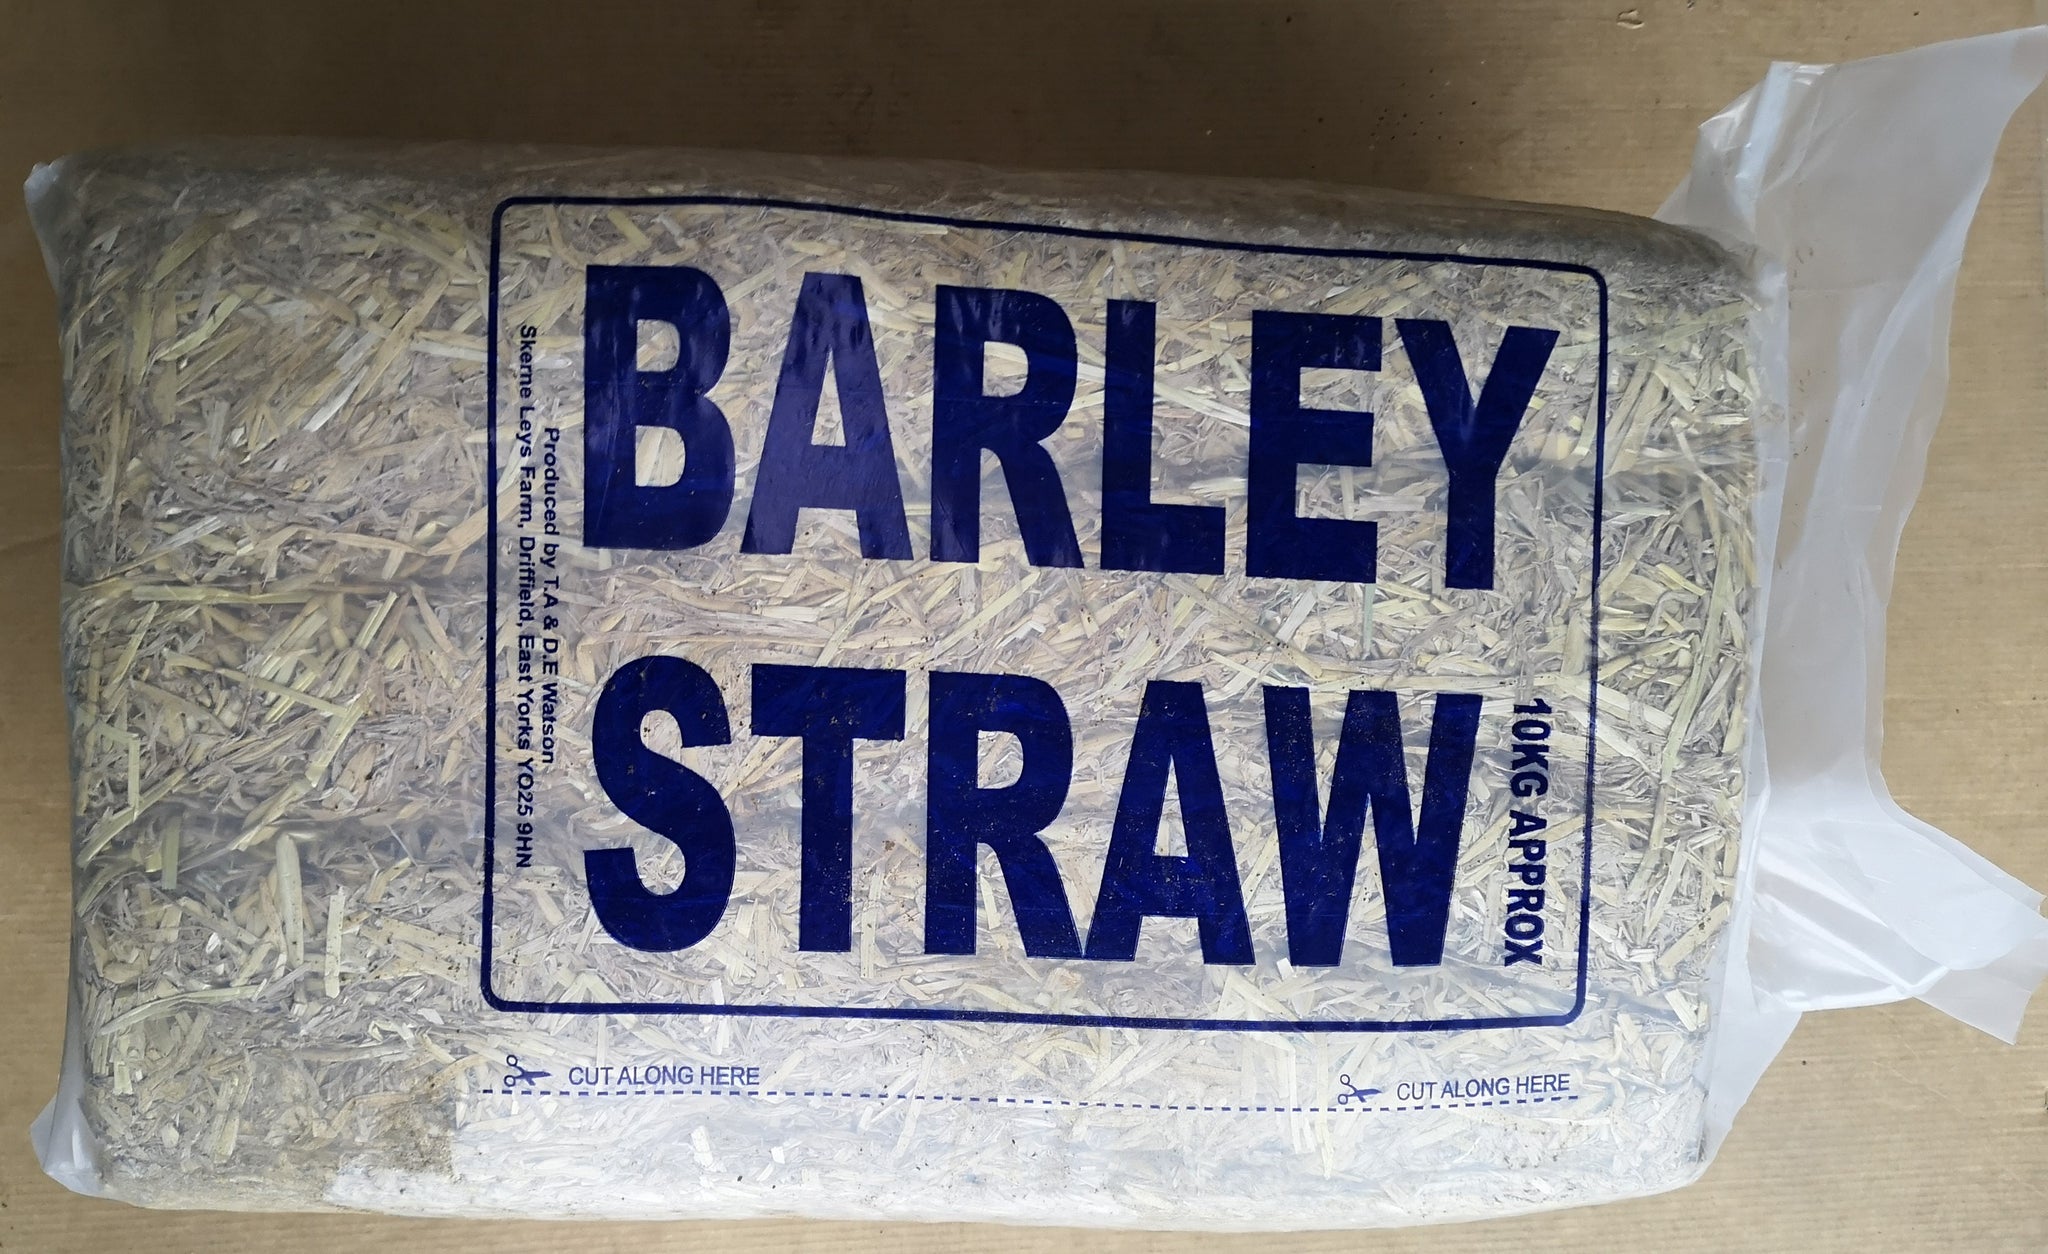 BARLEY
STRAW
10KG APPROX
Produced by T.A & D.E Watson
Skerne Leys Farm, Driffield, East Yorks YO25 9HN
CUT ALONG HERE
CUT ALONG HERE